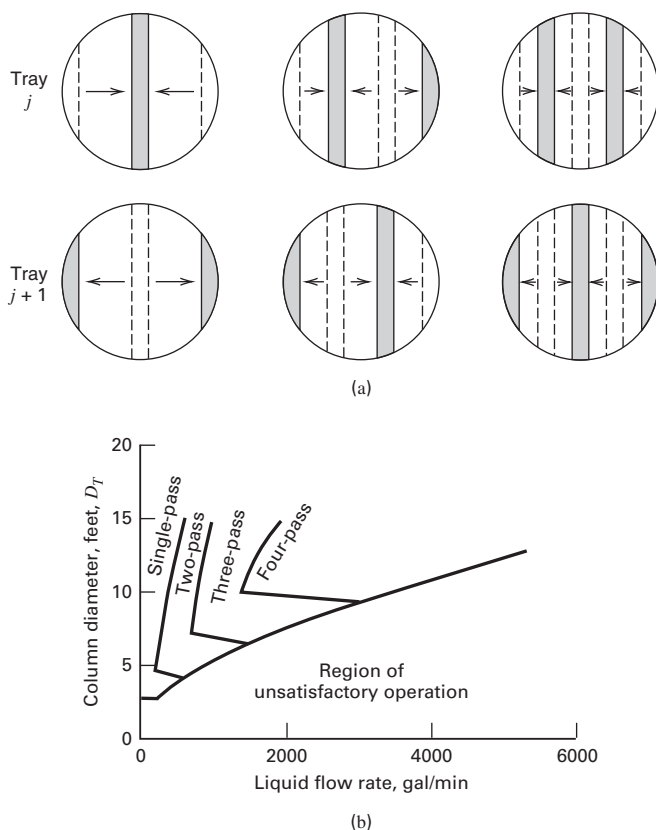 Tray
j
Tray
j + 1
(a)
Column diameter, feet, D_T
20
15
10
5
0
Single-pass
Two-pass
Three-pass
Four-pass
Region of
unsatisfactory operation
0
2000
4000
6000
Liquid flow rate, gal/min
(b)